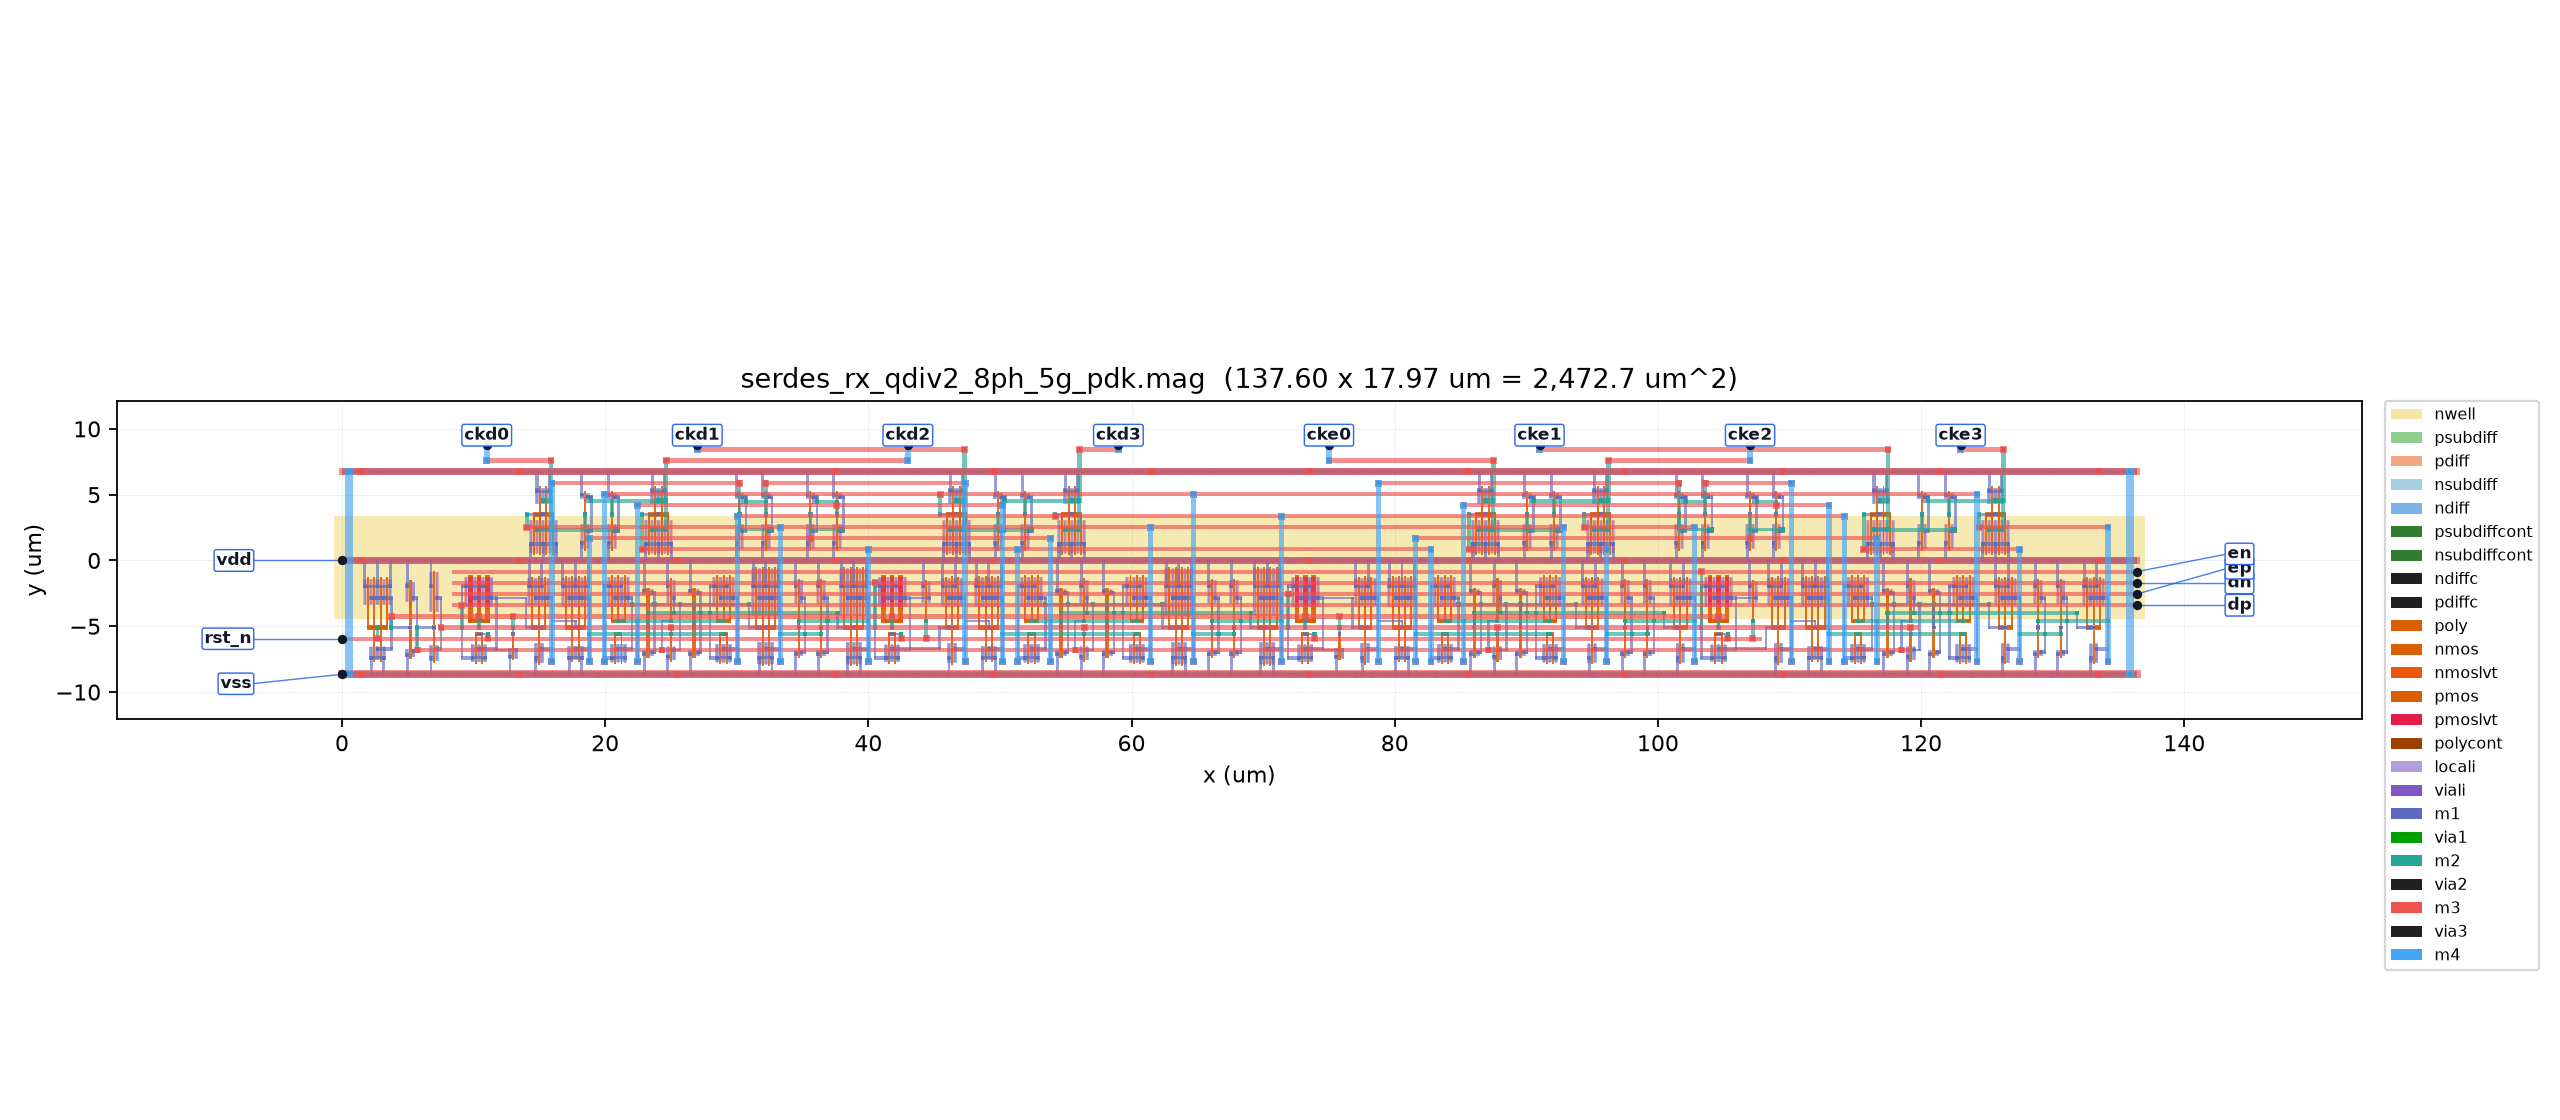 serdes_rx_qdiv2_8ph_5g_pdk.mag (137.60 x 17.97 um = 2,472.7 um^2)
ckd0 ckd1 ckd2 ckd3 cke0 cke1 cke2 cke3
vdd
rst_n
vss
en
ep
dn
dp
y (um)
10
5
0
−5
−10
0 20 40 60 80 100 120 140
x (um)
nwell
psubdiff
pdiff
nsubdiff
ndiff
psubdiffcont
nsubdiffcont
ndiffc
pdiffc
poly
nmos
nmoslvt
pmos
pmoslvt
polycont
locali
viali
m1
via1
m2
via2
m3
via3
m4